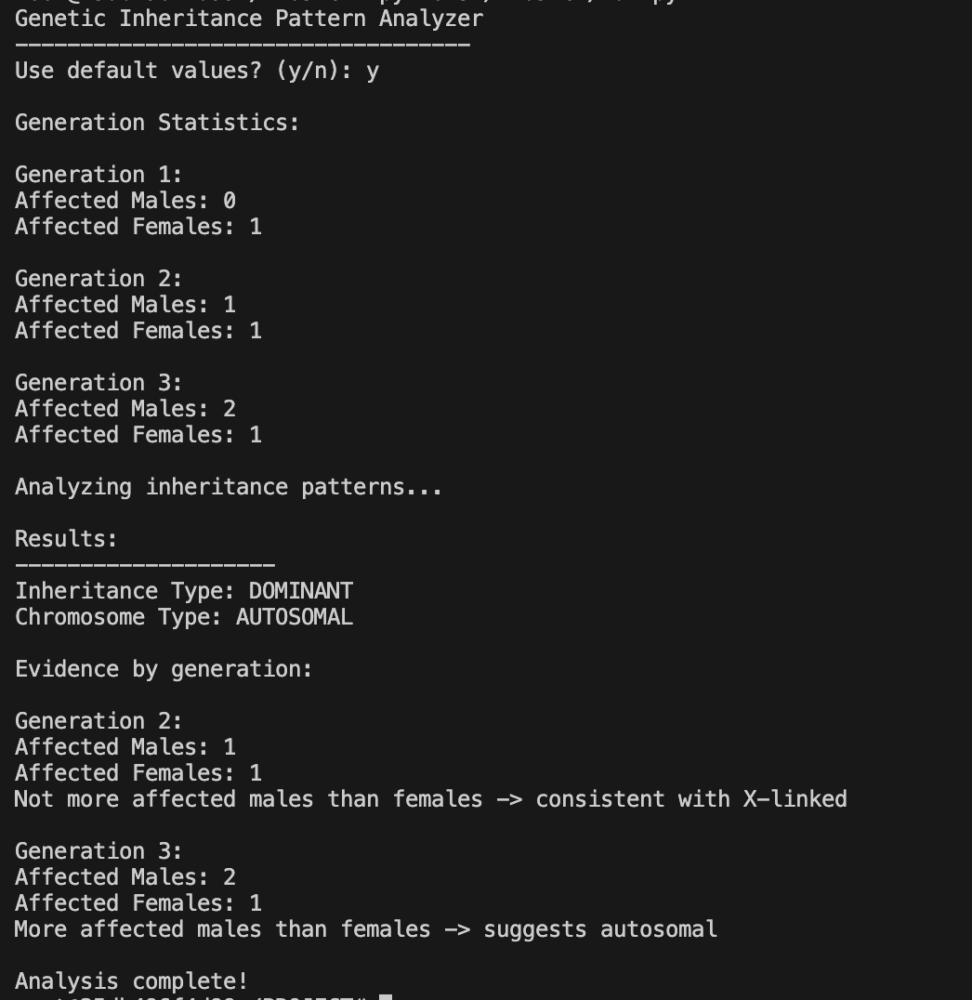 Genetic Inheritance Pattern Analyzer
-----------------------------------
Use default values? (y/n): y
Generation Statistics:
Generation 1:
Affected Males: 0
Affected Females: 1
Generation 2:
Affected Males: 1
Affected Females: 1
Generation 3:
Affected Males: 2
Affected Females: 1
Analyzing inheritance patterns...
Results:
--------------------
Inheritance Type: DOMINANT
Chromosome Type: AUTOSOMAL
Evidence by generation:
Generation 2:
Affected Males: 1
Affected Females: 1
Not more affected males than females -> consistent with X-linked
Generation 3:
Affected Males: 2
Affected Females: 1
More affected males than females -> suggests autosomal
Analysis complete!